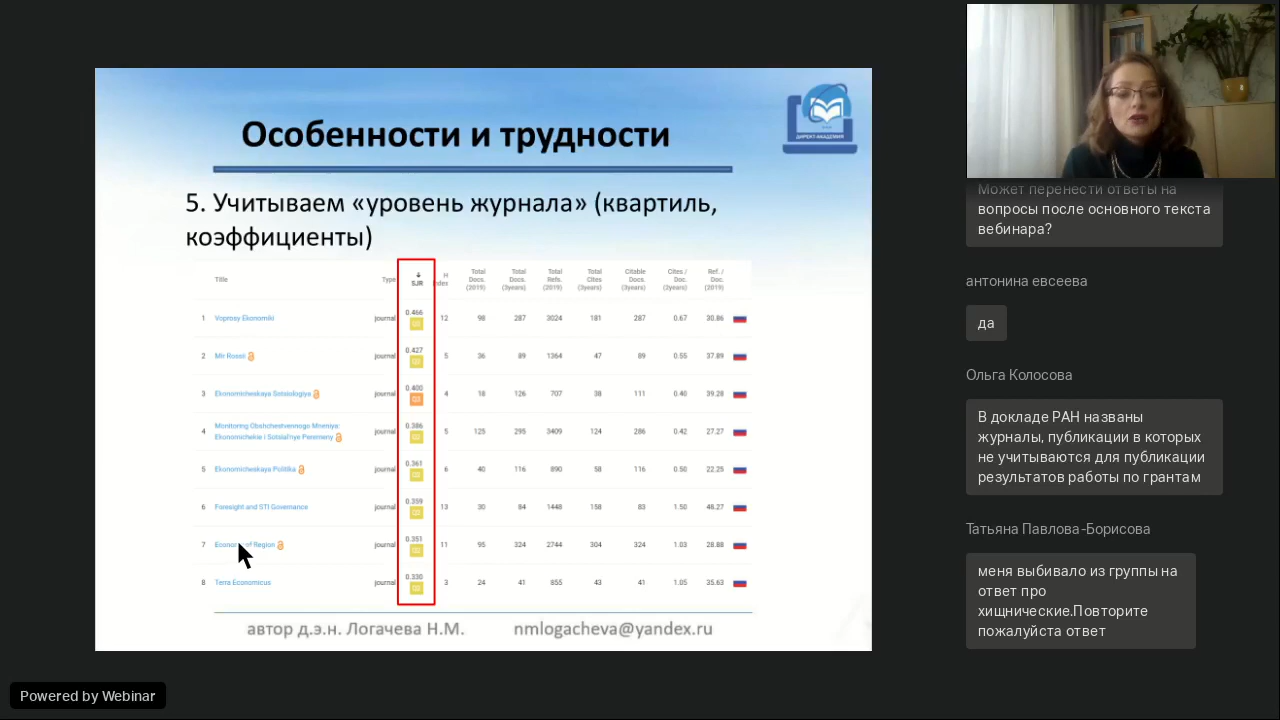 ДИРЕКТ-АКАДЕМИЯ
Особенности и трудности
5. Учитываем «уровень журнала» (квартиль,
коэффициенты)
Title Type ↓ SJR H index Total Docs. (2019) Total Docs. (3years) Total Refs. (2019) Total Cites (3years) Citable Docs. (3years) Cites / Doc. (2years) Ref. / Doc. (2019)
1 Voprosy Ekonomiki journal 0.466 12 98 287 3024 181 287 0.67 30.86
2 Mir Rossii journal 0.427 5 36 89 1364 47 89 0.55 37.89
3 Ekonomicheskaya Sotsiologiya journal 0.400 4 18 126 707 38 111 0.40 39.28
4 Monitoring Obshchestvennogo Mneniya: Ekonomichekie i Sotsial'nye Peremeny journal 0.386 5 125 295 3409 124 286 0.42 27.27
5 Ekonomicheskaya Politika journal 0.361 6 40 116 890 58 116 0.50 22.25
6 Foresight and STI Governance journal 0.359 13 30 84 1448 158 83 1.50 48.27
7 of Region journal 0.351 11 95 324 2744 304 324 1.03 28.88
8 Terra Economicus journal 0.330 3 24 41 855 43 41 1.05 35.63
автор д.э.н. Логачева Н.М. nmlogacheva@yandex.ru
Может перенести ответы на
вопросы после основного текста
вебинара?
антонина евсеева
да
Ольга Колосова
В докладе РАН названы
журналы, публикации в которых
не учитываются для публикации
результатов работы по грантам
Татьяна Павлова-Борисова
меня выбивало из группы на
ответ про
хищнические.Повторите
пожалуйста ответ
Powered by Webinar